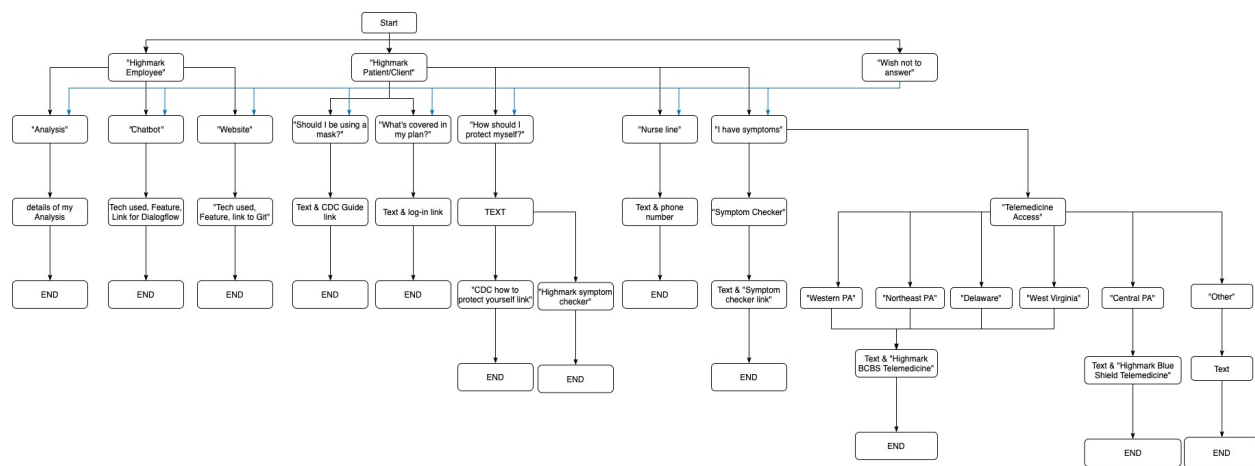 Start
"Highmark
Employee"
"Highmark
Patient/Client"
"Wish not to
answer"
"Analysis"
"Chatbot"
"Website"
"Should I be using a
mask?"
"What's covered in
my plan?"
"How should I
protect myself?"
"Nurse line"
"I have symptoms"
details of my
Analysis
Tech used, Feature,
Link for Dialogflow
"Tech used,
Feature, link to Git"
Text & CDC Guide
link
Text & log-in link
TEXT
Text & phone
number
"Symptom Checker"
"Telemedicine
Access"
END
END
END
END
END
"CDC how to
protect yourself link"
"Highmark symptom
checker"
END
Text & "Symptom
checker link"
"Western PA"
"Northeast PA"
"Delaware"
"West Virginia"
"Central PA"
"Other"
END
END
END
Text & "Highmark
BCBS Telemedicine"
Text & "Highmark Blue
Shield Telemedicine"
Text
END
END
END